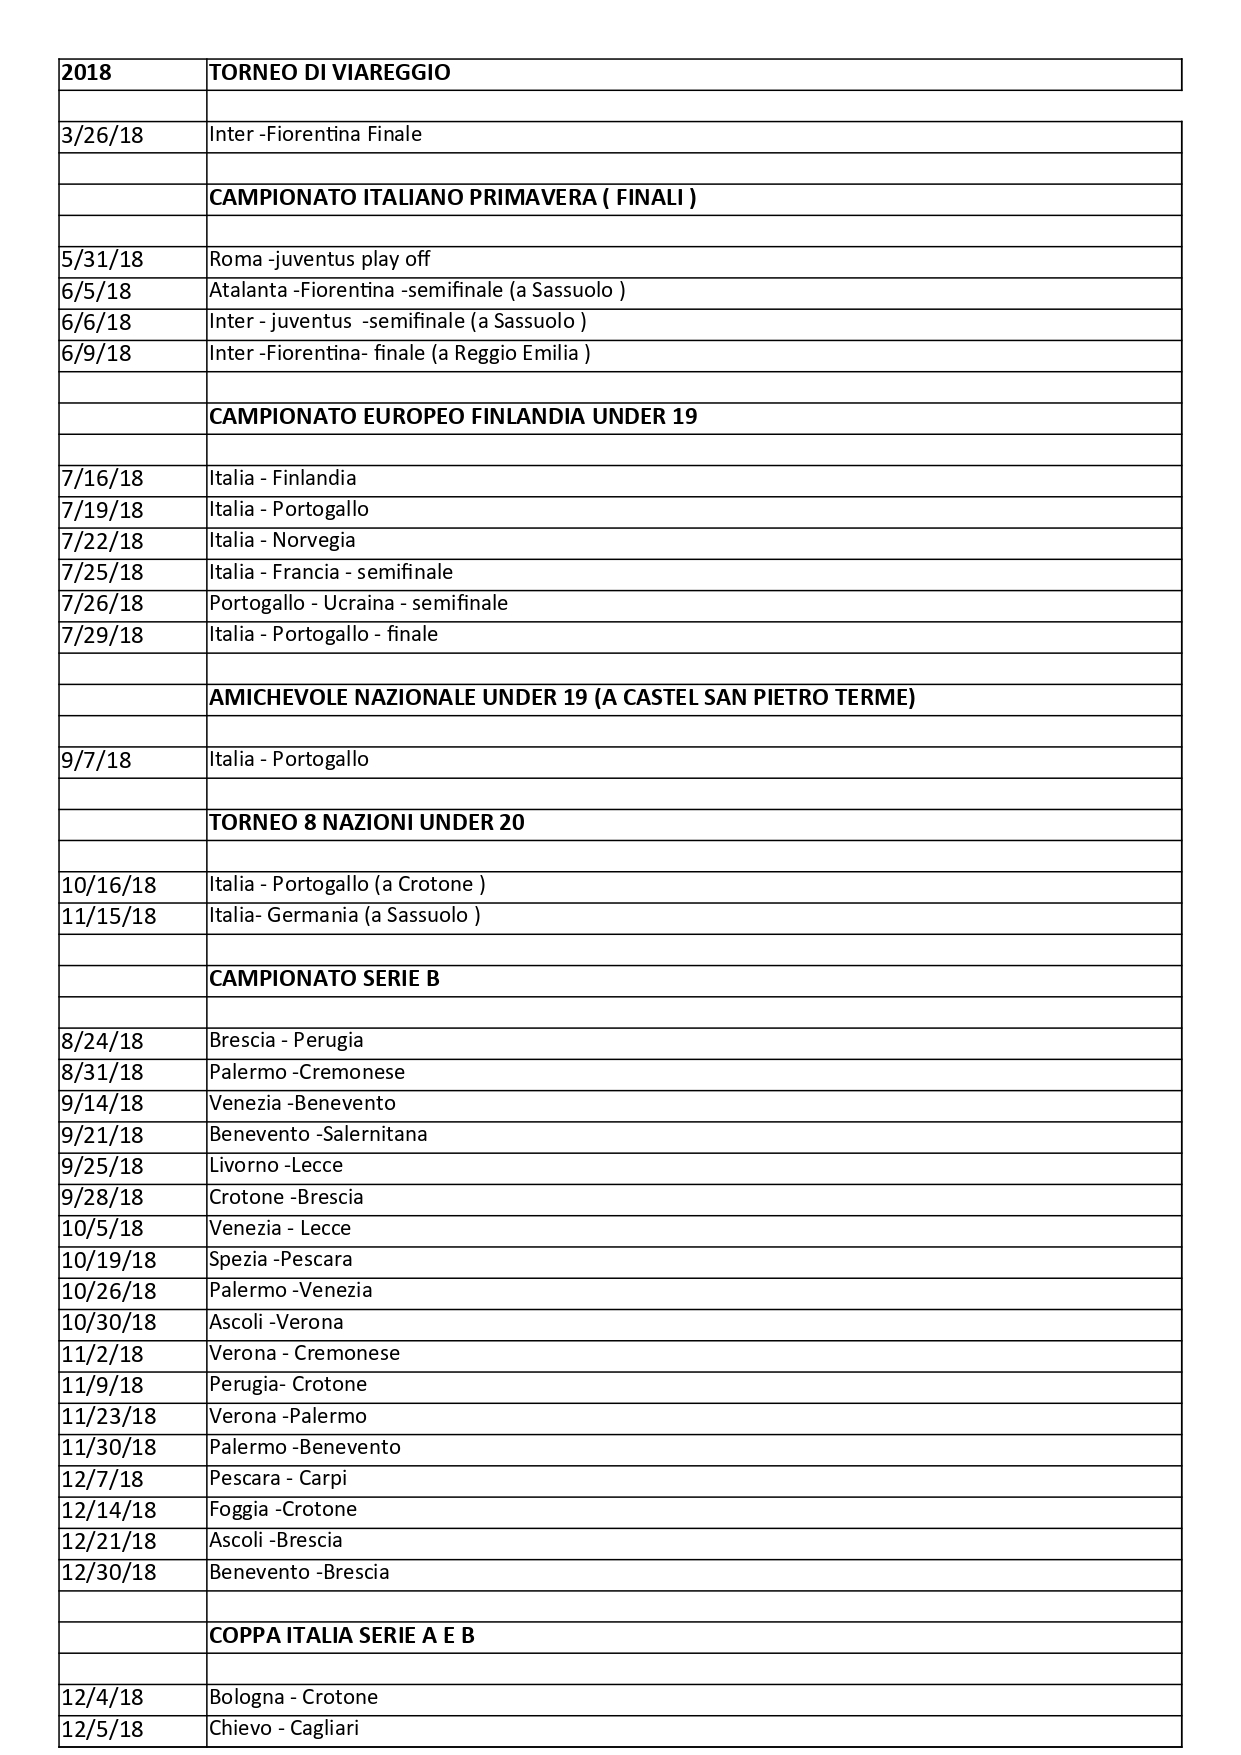 2018 TORNEO DI VIAREGGIO
3/26/18 Inter -Fiorentina Finale
CAMPIONATO ITALIANO PRIMAVERA ( FINALI )
5/31/18 Roma -juventus play off
6/5/18 Atalanta -Fiorentina -semifinale (a Sassuolo )
6/6/18 Inter - juventus  -semifinale (a Sassuolo )
6/9/18 Inter -Fiorentina- finale (a Reggio Emilia )
CAMPIONATO EUROPEO FINLANDIA UNDER 19
7/16/18 Italia - Finlandia
7/19/18 Italia - Portogallo
7/22/18 Italia - Norvegia
7/25/18 Italia - Francia - semifinale
7/26/18 Portogallo - Ucraina - semifinale
7/29/18 Italia - Portogallo - finale
AMICHEVOLE NAZIONALE UNDER 19 (A CASTEL SAN PIETRO TERME)
9/7/18 Italia - Portogallo
TORNEO 8 NAZIONI UNDER 20
10/16/18 Italia - Portogallo (a Crotone )
11/15/18 Italia- Germania (a Sassuolo )
CAMPIONATO SERIE B
8/24/18 Brescia - Perugia
8/31/18 Palermo -Cremonese
9/14/18 Venezia -Benevento
9/21/18 Benevento -Salernitana
9/25/18 Livorno -Lecce
9/28/18 Crotone -Brescia
10/5/18 Venezia - Lecce
10/19/18 Spezia -Pescara
10/26/18 Palermo -Venezia
10/30/18 Ascoli -Verona
11/2/18 Verona - Cremonese
11/9/18 Perugia- Crotone
11/23/18 Verona -Palermo
11/30/18 Palermo -Benevento
12/7/18 Pescara - Carpi
12/14/18 Foggia -Crotone
12/21/18 Ascoli -Brescia
12/30/18 Benevento -Brescia
COPPA ITALIA SERIE A E B
12/4/18 Bologna - Crotone
12/5/18 Chievo - Cagliari